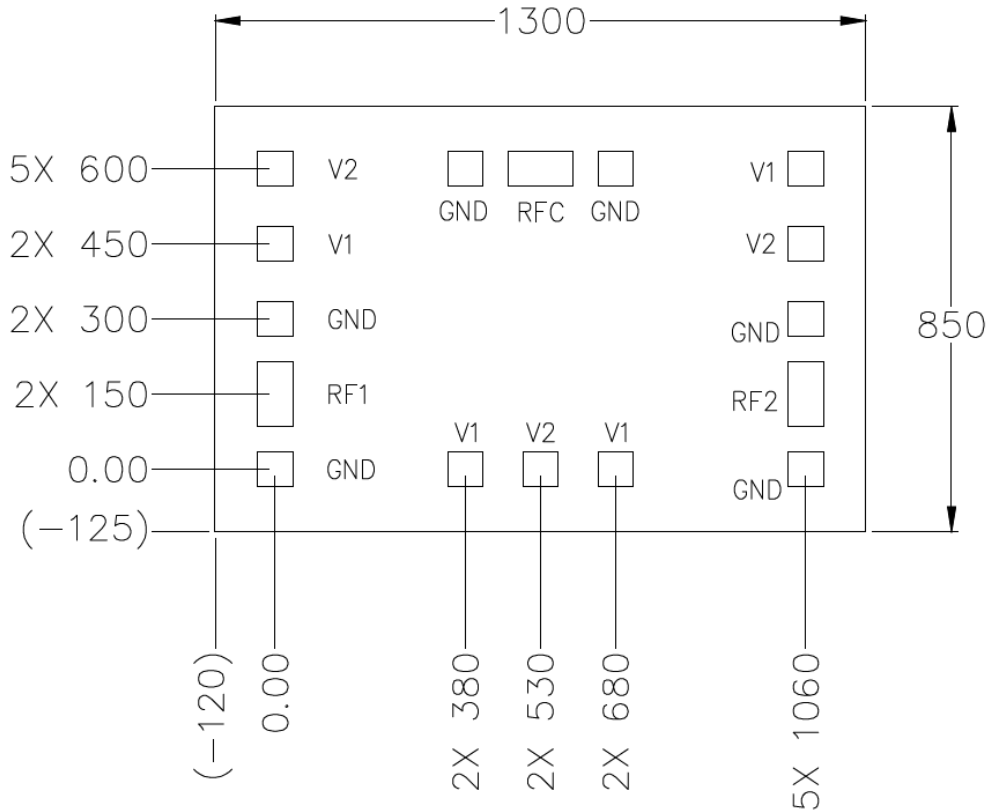 1300
5X 600
V2
V1
GND
RFC
GND
2X 450
V1
V2
2X 300
GND
GND
850
2X 150
RF1
RF2
V1
V2
V1
0.00
GND
GND
(-125)
(-120)
0.00
2X 380
2X 530
2X 680
5X 1060